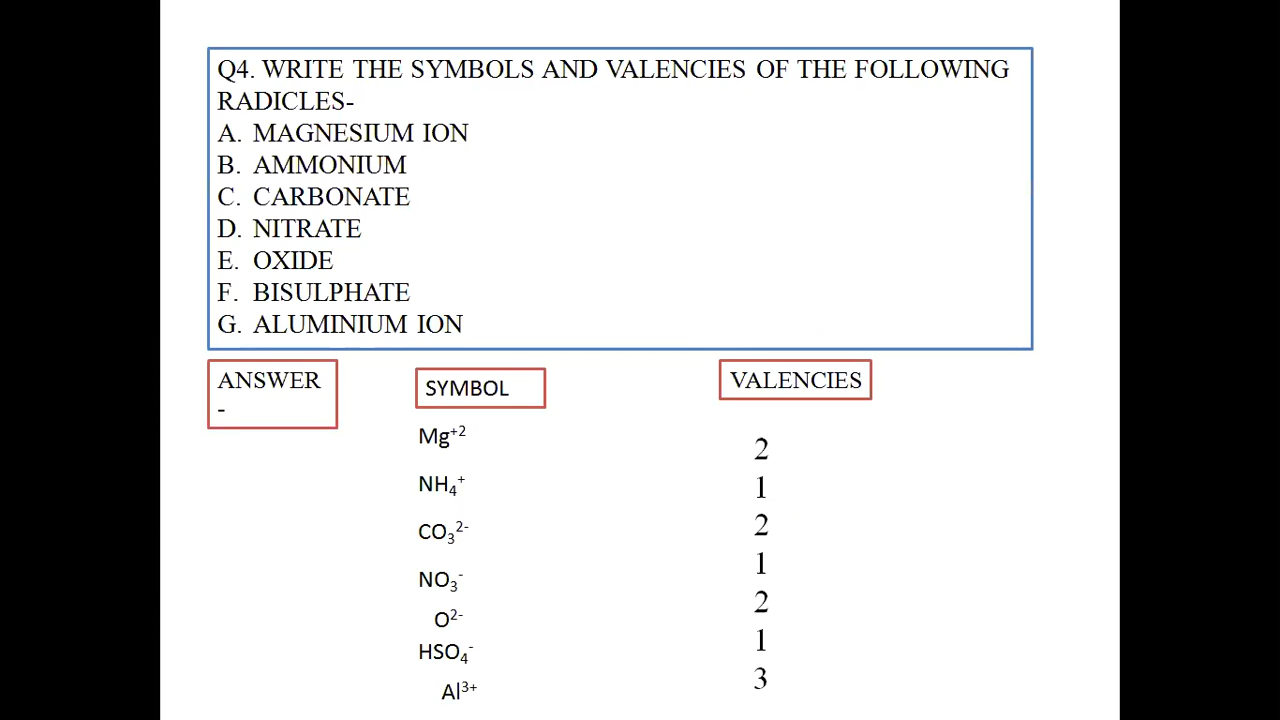 Q4. WRITE THE SYMBOLS AND VALENCIES OF THE FOLLOWING
RADICLES-
A. MAGNESIUM ION
B. AMMONIUM
C. CARBONATE
D. NITRATE
E. OXIDE
F. BISULPHATE
G. ALUMINIUM ION
ANSWER
-
SYMBOL
VALENCIES
Mg⁺²
2
NH₄⁺
1
CO₃²⁻
2
NO₃⁻
1
O²⁻
2
HSO₄⁻
1
Al³⁺
3